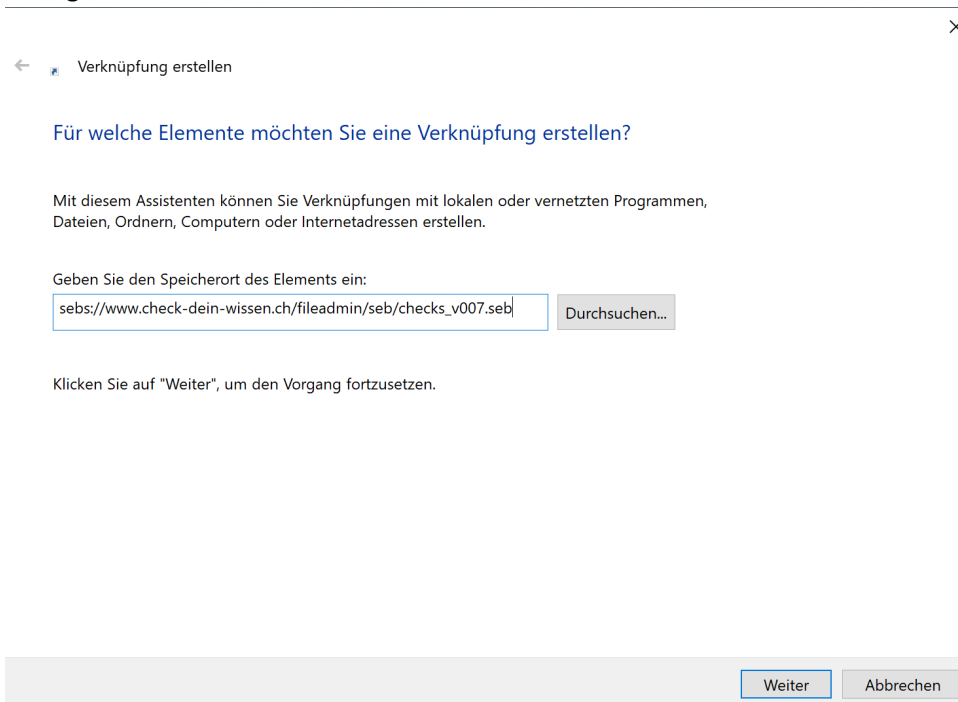 Verknüpfung erstellen
Für welche Elemente möchten Sie eine Verknüpfung erstellen?
Mit diesem Assistenten können Sie Verknüpfungen mit lokalen oder vernetzten Programmen,
Dateien, Ordnern, Computern oder Internetadressen erstellen.
Geben Sie den Speicherort des Elements ein:
sebs://www.check-dein-wissen.ch/fileadmin/seb/checks_v007.seb
Durchsuchen...
Klicken Sie auf "Weiter", um den Vorgang fortzusetzen.
Weiter
Abbrechen